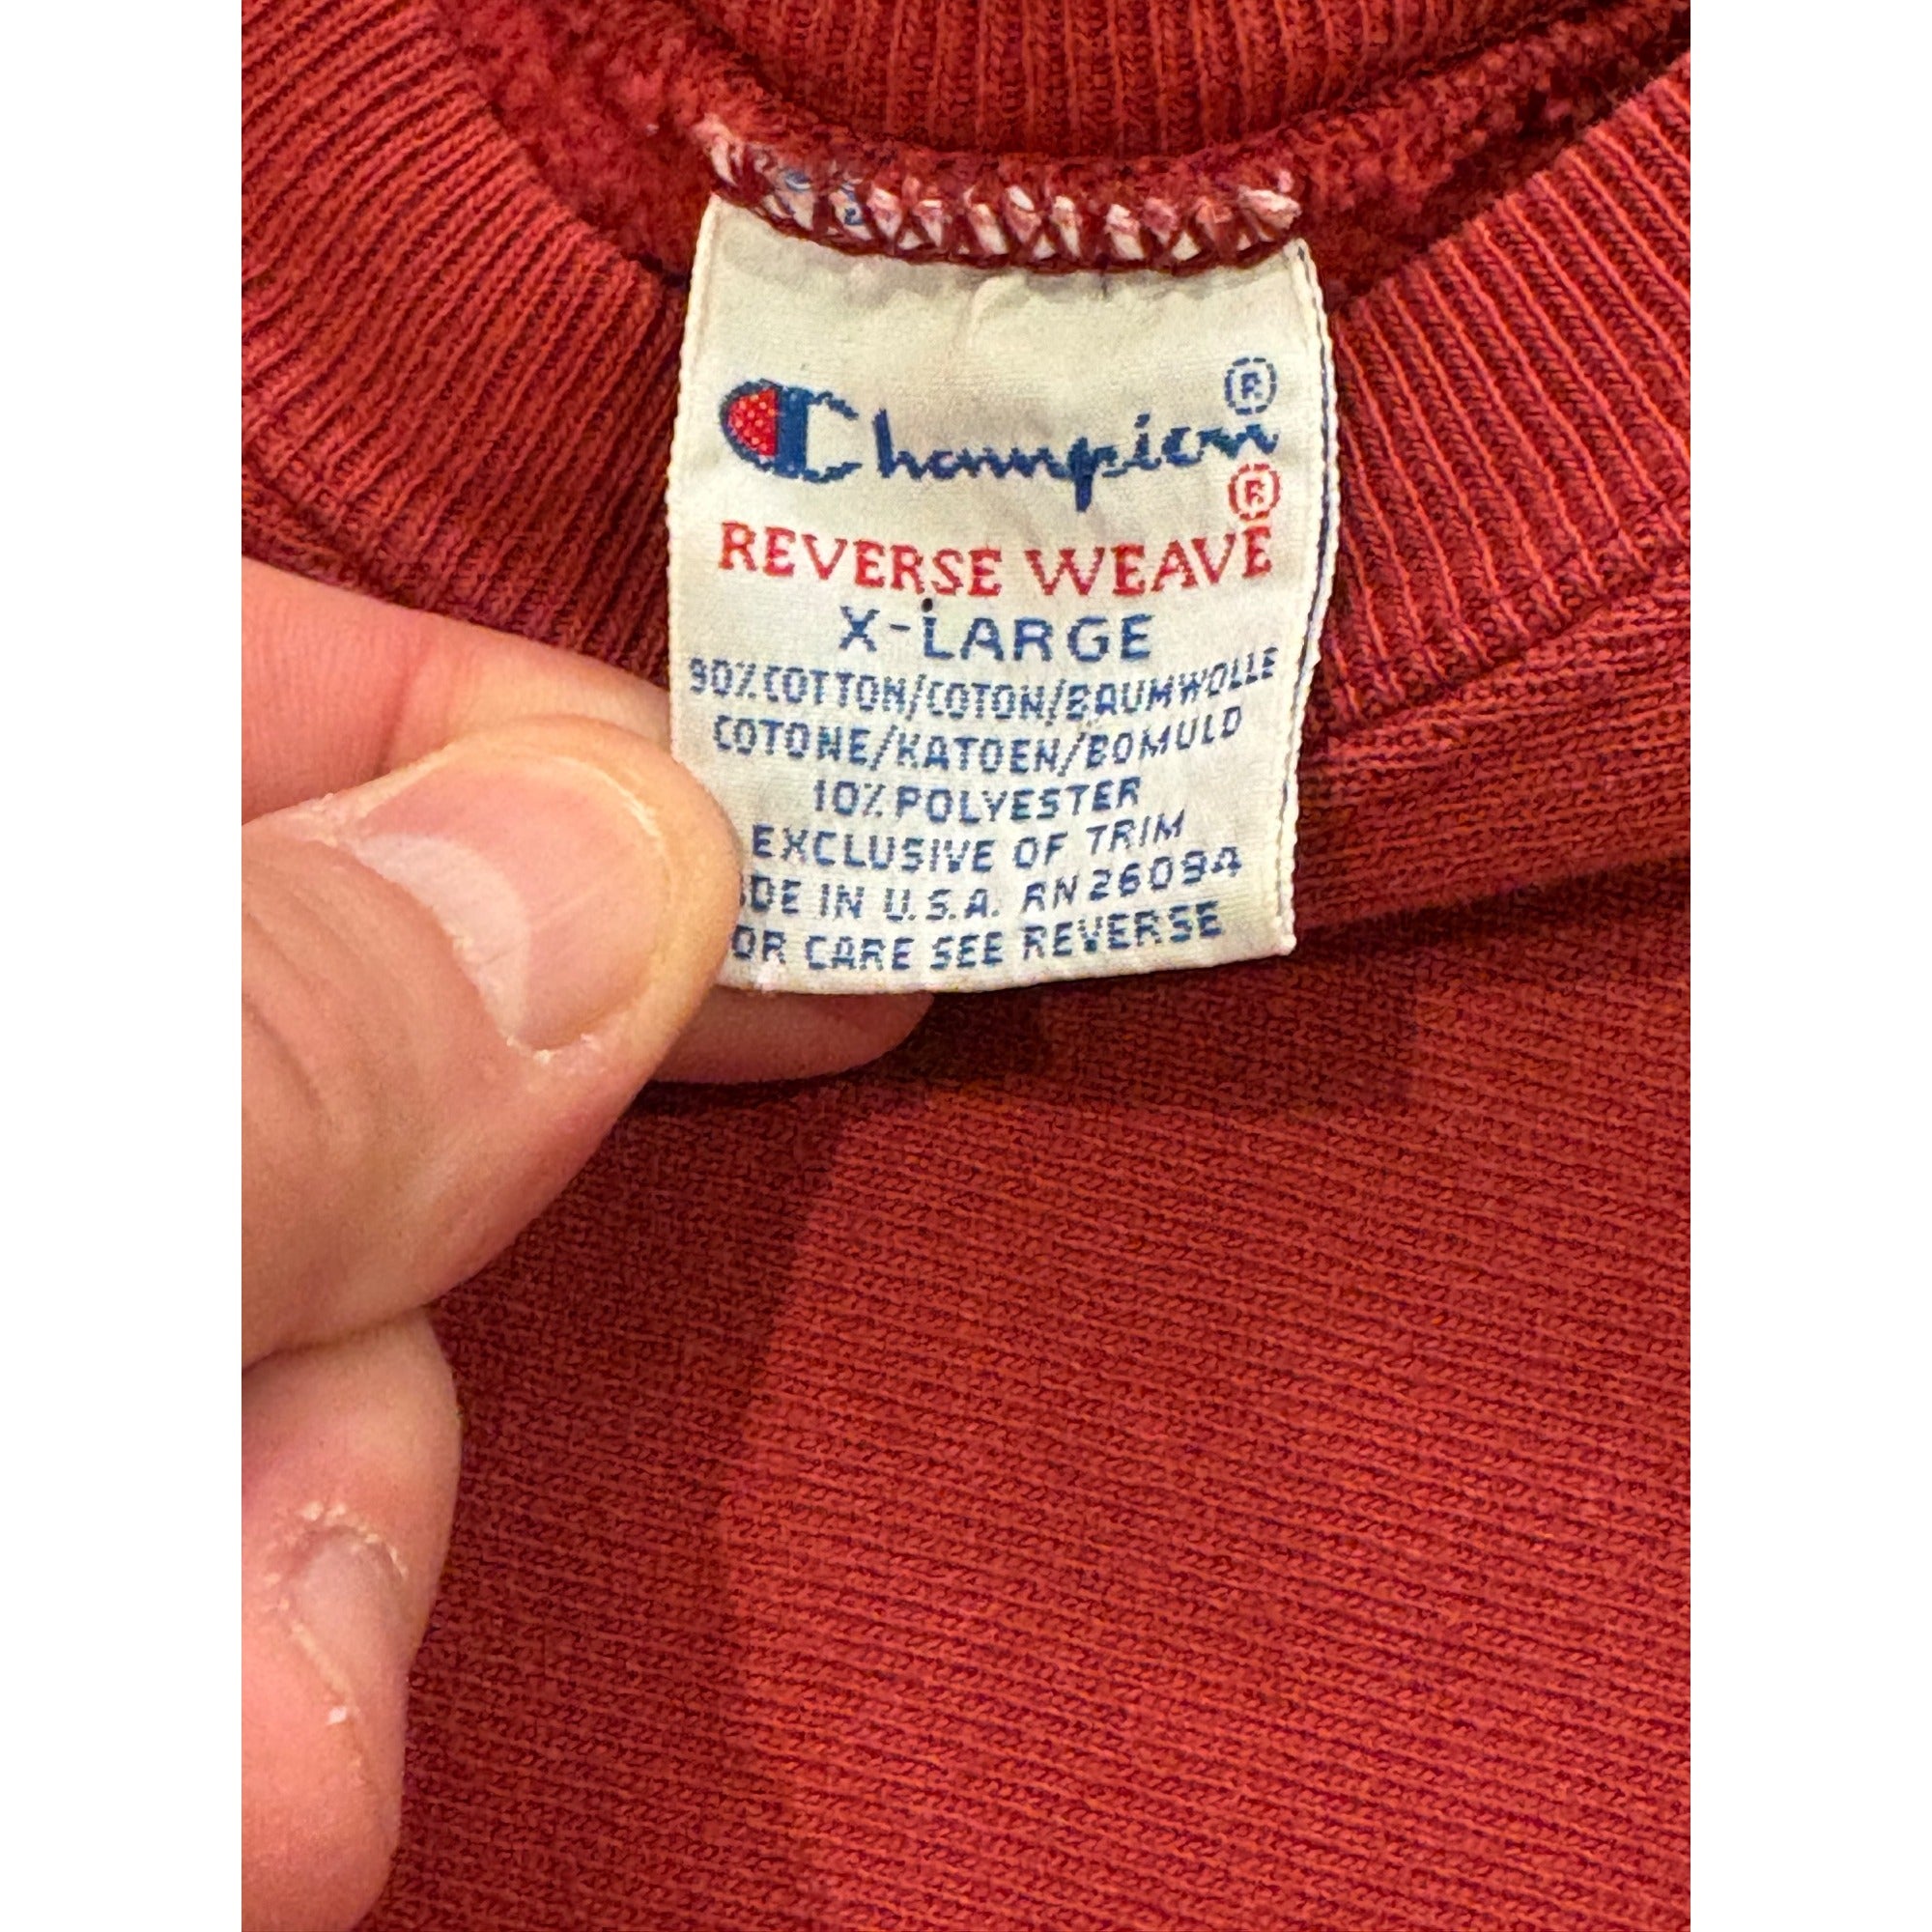 Champion®
REVERSE WEAVE®
X-LARGE
90% COTTON/COTON/BAUMWOLLE
COTONE/KATOEN/BOMULD
10% POLYESTER
EXCLUSIVE OF TRIM
DE IN U.S.A. RN 26094
OR CARE SEE REVERSE